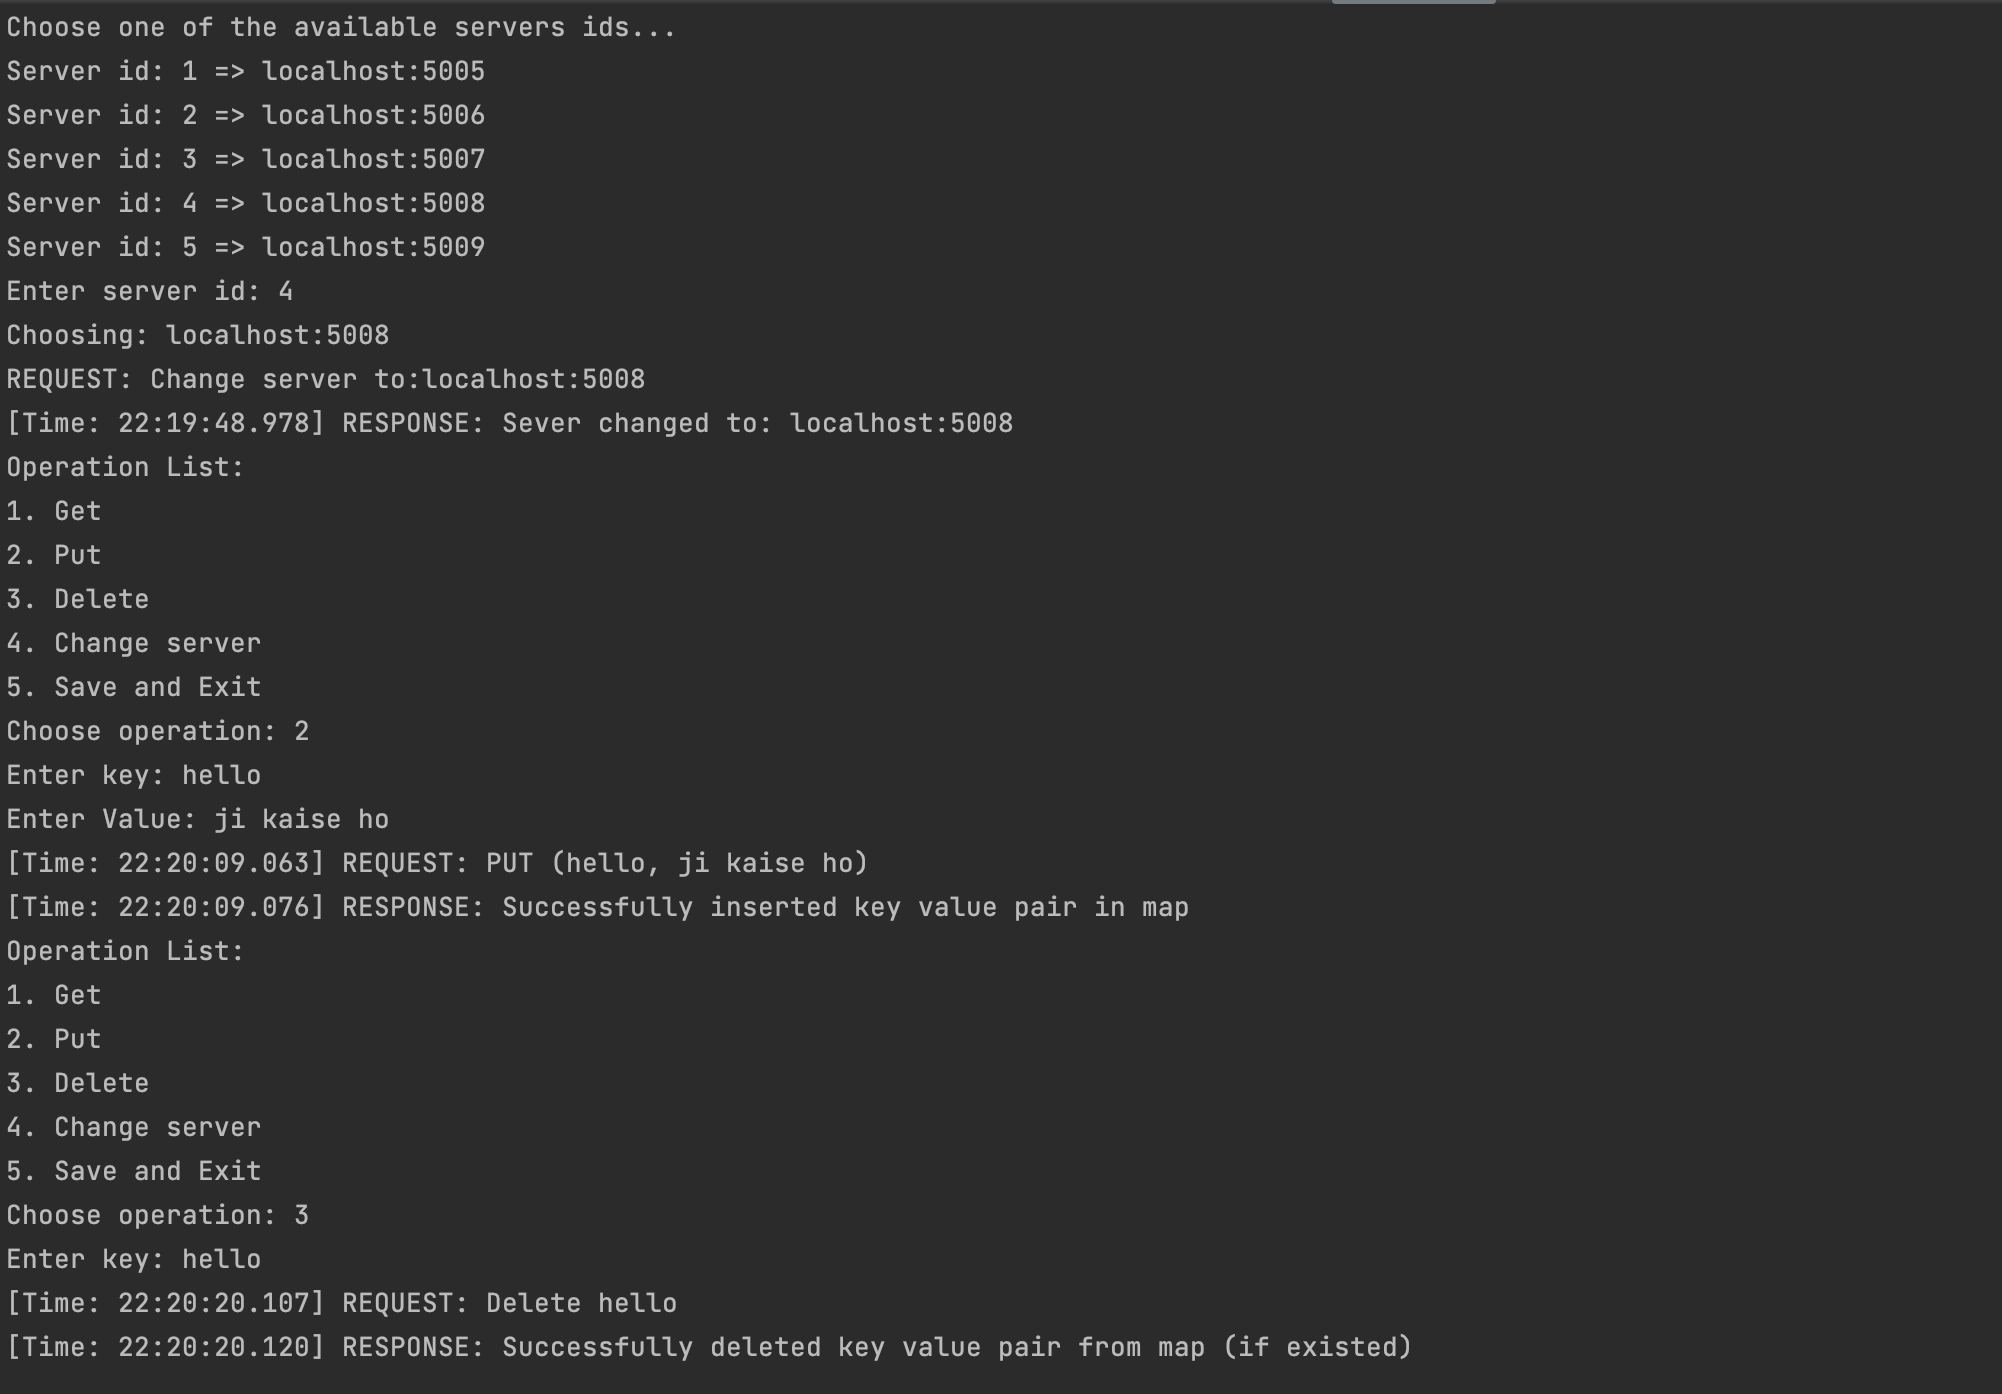 Choose one of the available servers ids...
Server id: 1 => localhost:5005
Server id: 2 => localhost:5006
Server id: 3 => localhost:5007
Server id: 4 => localhost:5008
Server id: 5 => localhost:5009
Enter server id: 4
Choosing: localhost:5008
REQUEST: Change server to:localhost:5008
[Time: 22:19:48.978] RESPONSE: Sever changed to: localhost:5008
Operation List:
1. Get
2. Put
3. Delete
4. Change server
5. Save and Exit
Choose operation: 2
Enter key: hello
Enter Value: ji kaise ho
[Time: 22:20:09.063] REQUEST: PUT (hello, ji kaise ho)
[Time: 22:20:09.076] RESPONSE: Successfully inserted key value pair in map
Operation List:
1. Get
2. Put
3. Delete
4. Change server
5. Save and Exit
Choose operation: 3
Enter key: hello
[Time: 22:20:20.107] REQUEST: Delete hello
[Time: 22:20:20.120] RESPONSE: Successfully deleted key value pair from map (if existed)